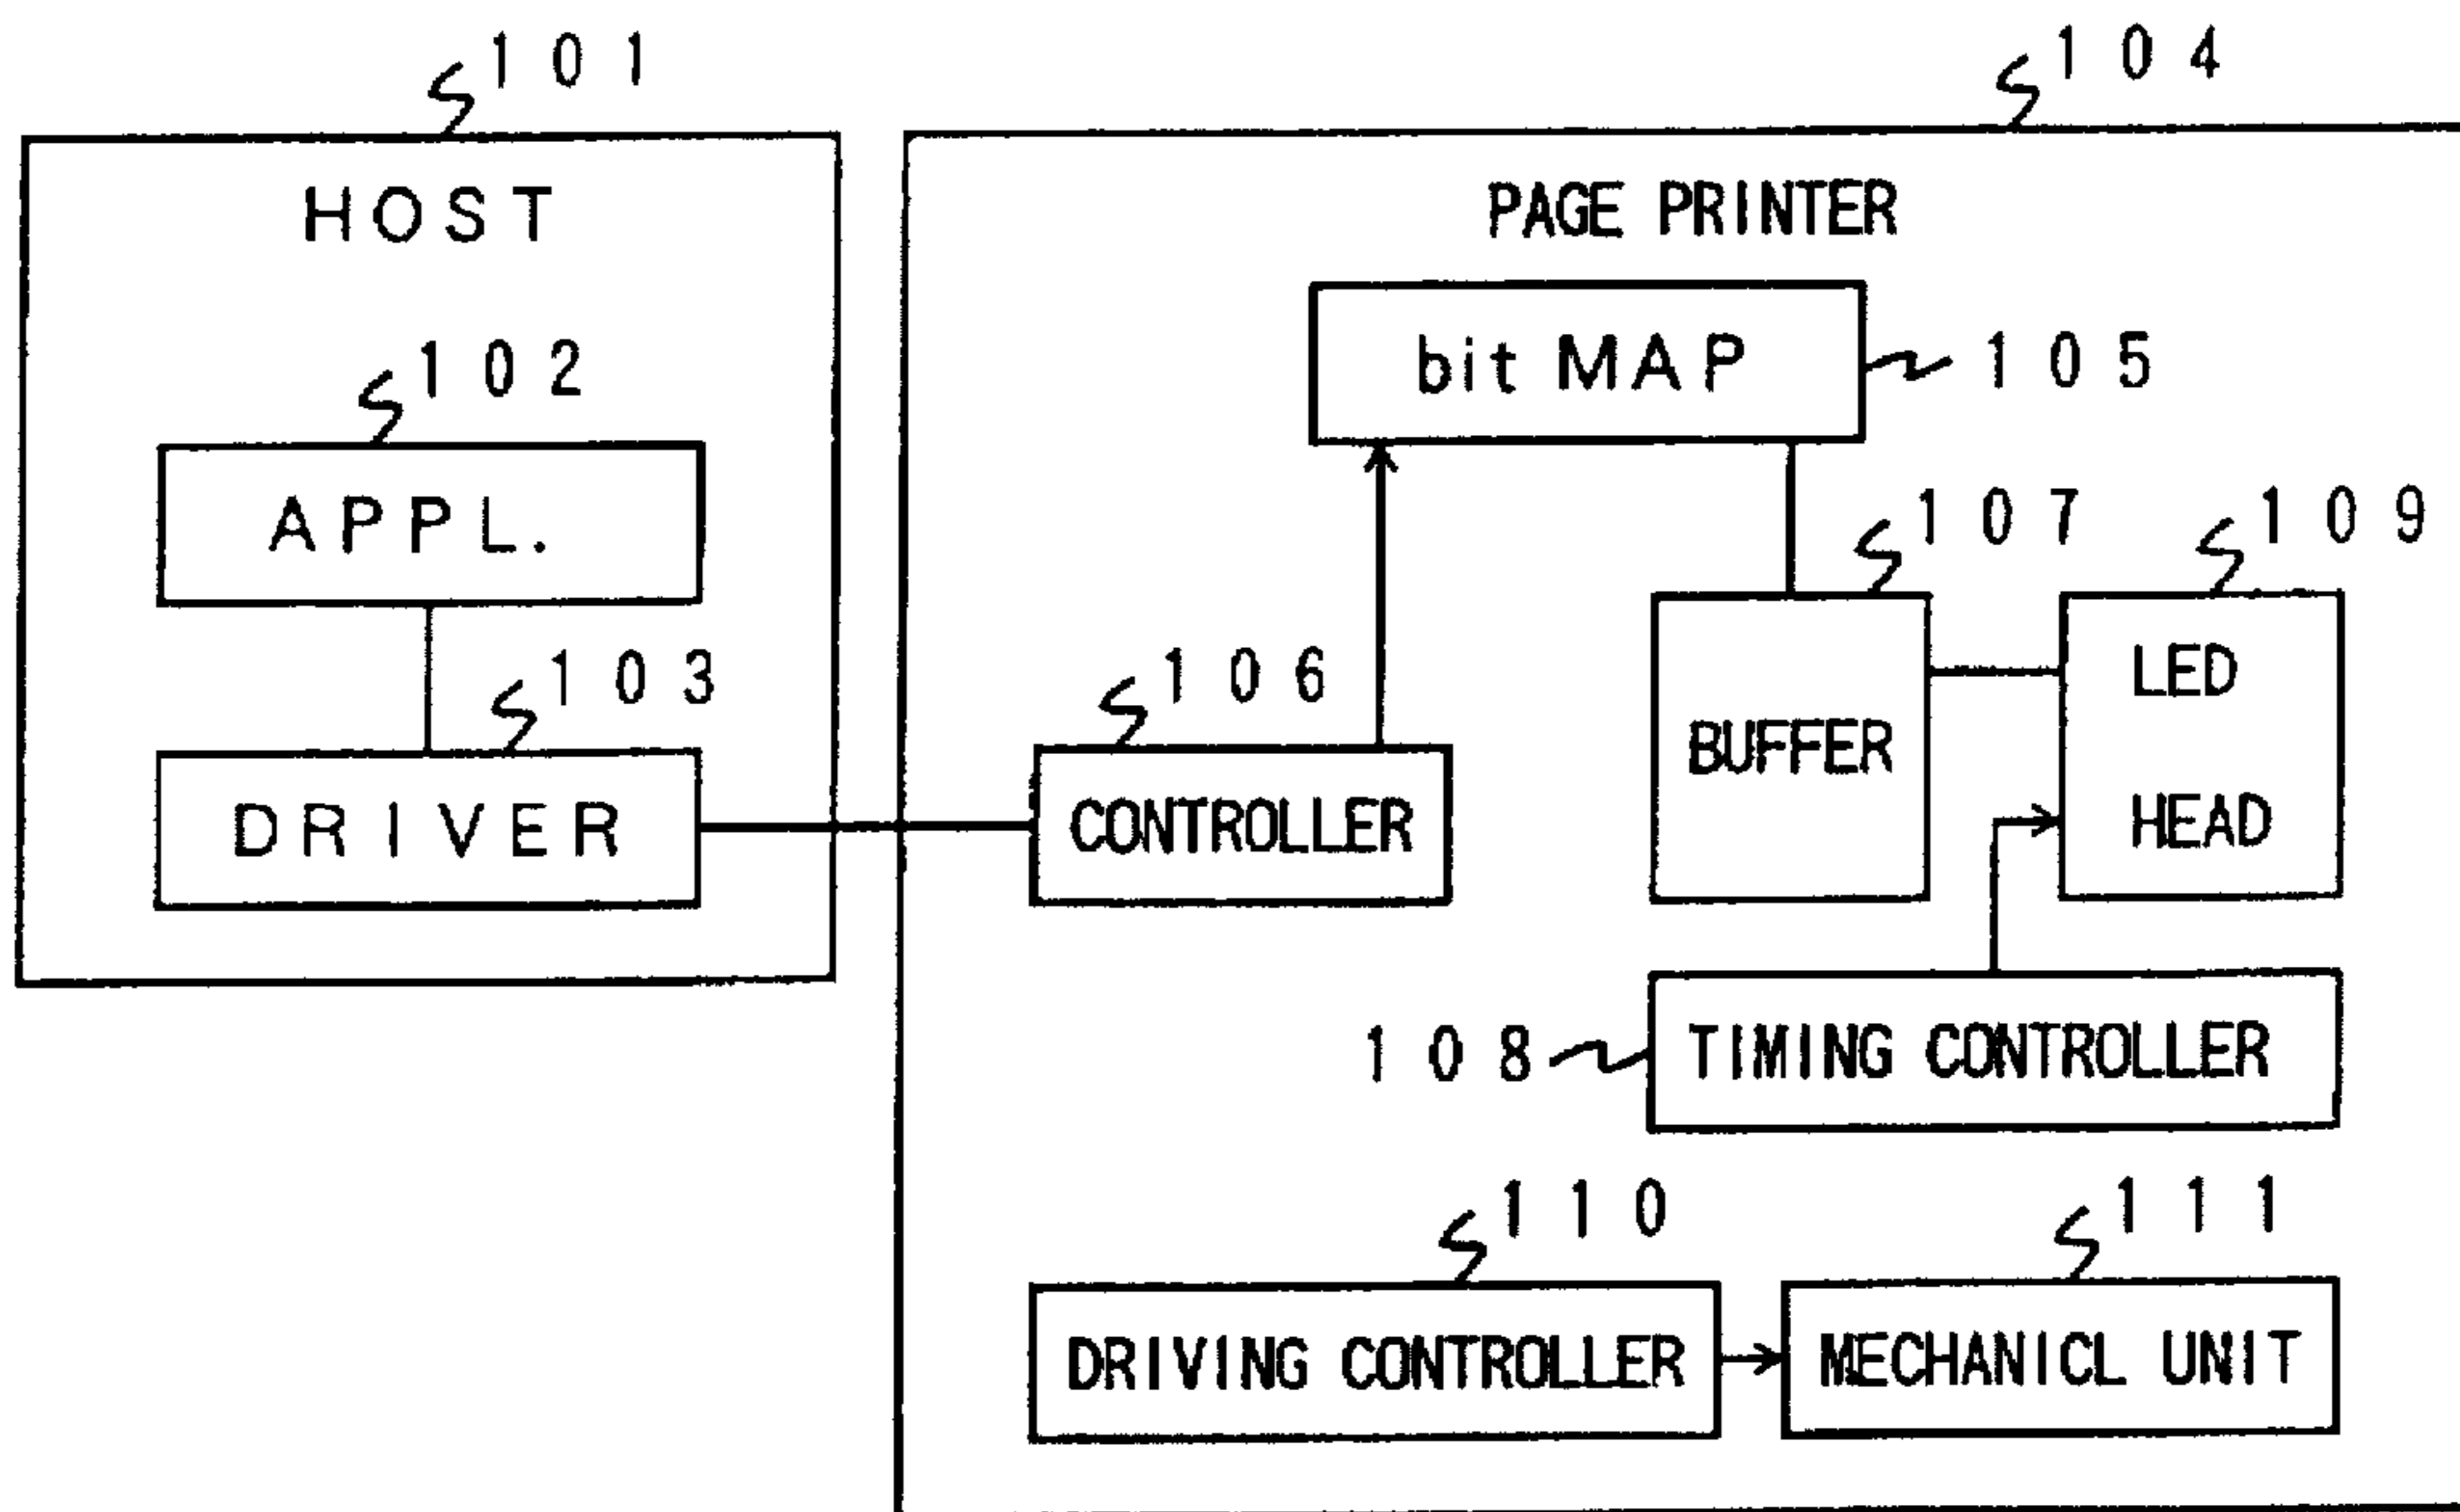 101
HOST
102
APPL.
103
DRIVER
104
PAGE PRINTER
bit MAP
105
106
CONTROLLER
107
BUFFER
109
LED
HEAD
108
TIMING CONTROLLER
110
DRIVING CONTROLLER
111
MECHANICL UNIT